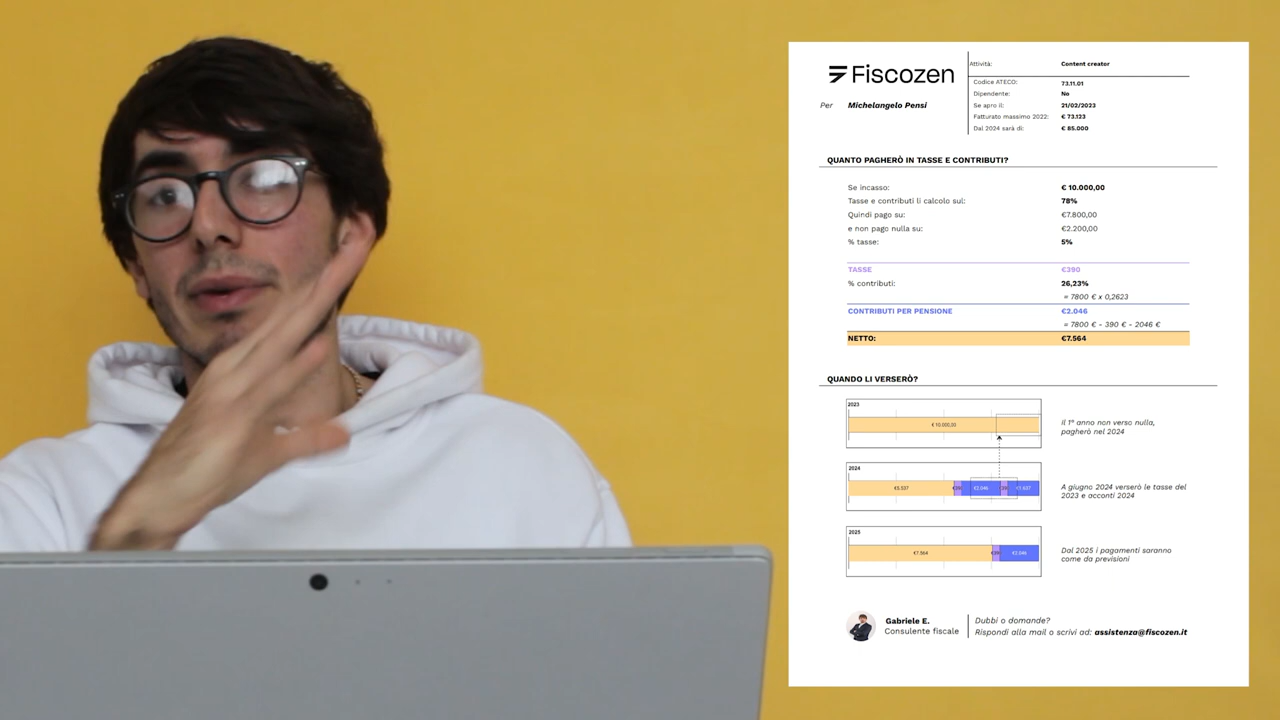 Fiscozen
Per Michelangelo Pensi
Attività: Content creator
Codice ATECO: 73.11.01
Dipendente: No
Se apro il: 21/02/2023
Fatturato massimo 2022: € 73.123
Dal 2024 sarà di: € 85.000
QUANTO PAGHERÒ IN TASSE E CONTRIBUTI?
Se incasso: € 10.000,00
Tasse e contributi li calcolo sul: 78%
Quindi pago su: €7.800,00
e non pago nulla su: €2.200,00
% tasse: 5%
TASSE €390
% contributi: 26,23%
= 7800 € x 0,2623
CONTRIBUTI PER PENSIONE €2.046
= 7800 € - 390 € - 2046 €
NETTO: €7.564
QUANDO LI VERSERÒ?
2023
€ 10.000,00
Il 1° anno non verso nulla,
pagherò nel 2024
2024
€5.937 €2.046 €1.637
A giugno 2024 verserò le tasse del
2023 e acconti 2024
2025
€7.564 €390 €2.046
Dal 2025 i pagamenti saranno
come da previsioni
Gabriele E.
Consulente fiscale
Dubbi o domande?
Rispondi alla mail o scrivi ad: assistenza@fiscozen.it